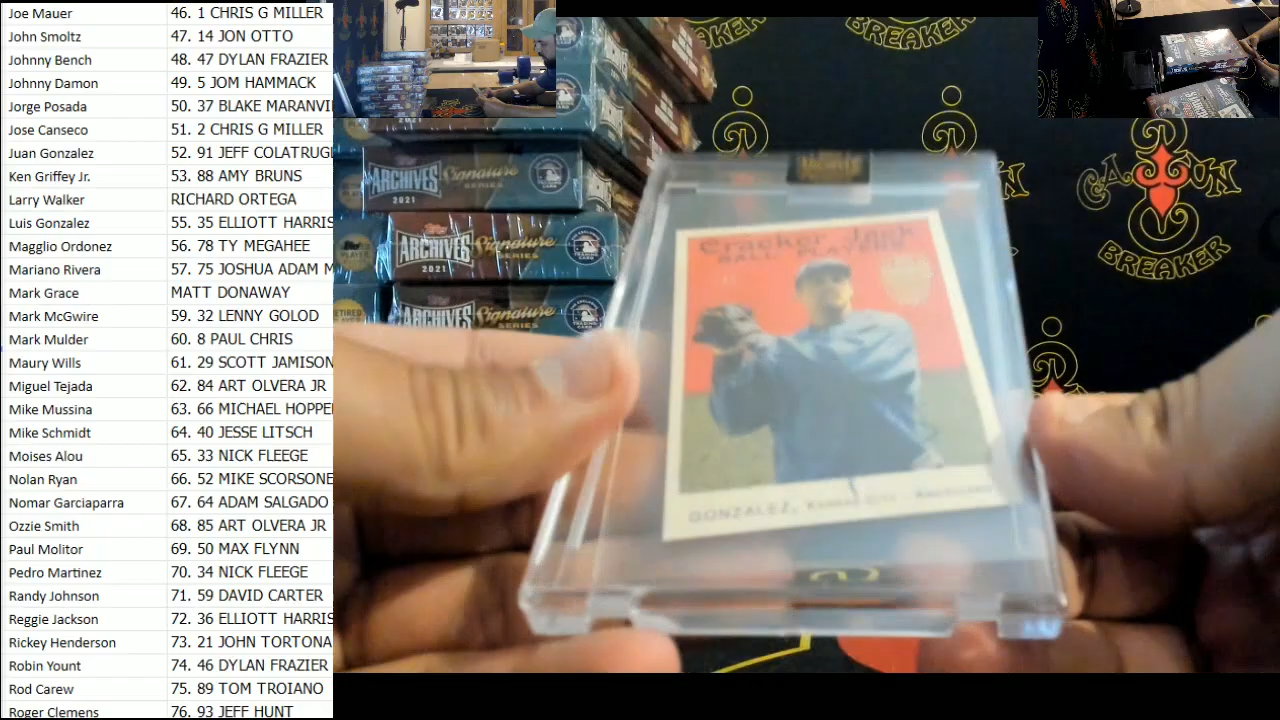 Joe Mauer 46. 1 CHRIS G MILLER
John Smoltz 47. 14 JON OTTO
Johnny Bench 48. 47 DYLAN FRAZIER
Johnny Damon 49. 5 JOM HAMMACK
Jorge Posada 50. 37 BLAKE MARANVI
Jose Canseco 51. 2 CHRIS G MILLER
Juan Gonzalez 52. 91 JEFF COLATRUGL
Ken Griffey Jr. 53. 88 AMY BRUNS
Larry Walker RICHARD ORTEGA
Luis Gonzalez 55. 35 ELLIOTT HARRIS
Magglio Ordonez 56. 78 TY MEGAHEE
Mariano Rivera 57. 75 JOSHUA ADAM M
Mark Grace MATT DONAWAY
Mark McGwire 59. 32 LENNY GOLOD
Mark Mulder 60. 8 PAUL CHRIS
Maury Wills 61. 29 SCOTT JAMISON
Miguel Tejada 62. 84 ART OLVERA JR
Mike Mussina 63. 66 MICHAEL HOPPE
Mike Schmidt 64. 40 JESSE LITSCH
Moises Alou 65. 33 NICK FLEEGE
Nolan Ryan 66. 52 MIKE SCORSONE
Nomar Garciaparra 67. 64 ADAM SALGADO
Ozzie Smith 68. 85 ART OLVERA JR
Paul Molitor 69. 50 MAX FLYNN
Pedro Martinez 70. 34 NICK FLEEGE
Randy Johnson 71. 59 DAVID CARTER
Reggie Jackson 72. 36 ELLIOTT HARRIS
Rickey Henderson 73. 21 JOHN TORTONA
Robin Yount 74. 46 DYLAN FRAZIER
Rod Carew 75. 89 TOM TROIANO
Roger Clemens 76. 93 JEFF HUNT
ARCHIVES Signature
2021 SERIES
ARCHIVES Signature
2021 SERIES
ARCHIVES Signature
SERIES
ARCHIVES
Cracker Jack
BALL PLAYERS
GONZALEZ, KANSAS CITY - AMERICANS
BREAKER
BREAKER
CAJUN
BREAKER